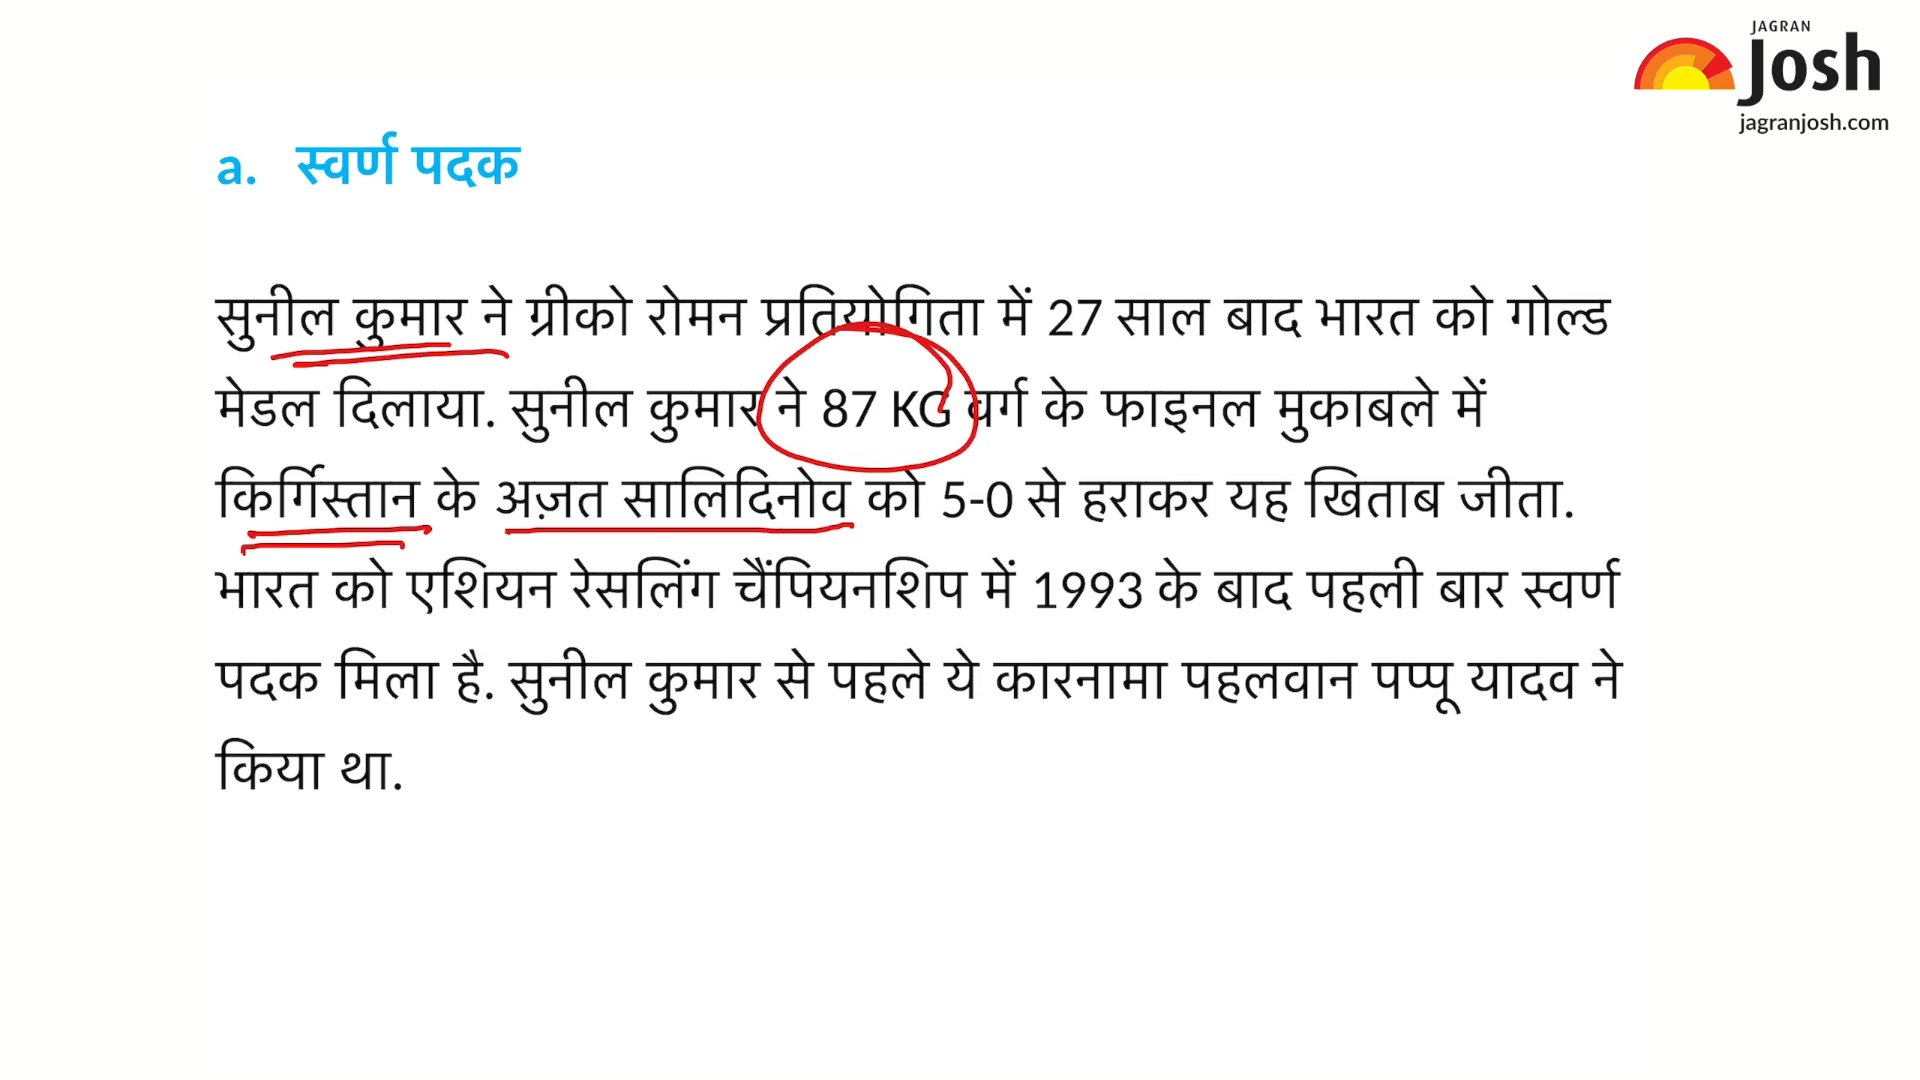 JAGRAN
Josh
jagranjosh.com
a. स्वर्ण पदक
सुनील कुमार ने ग्रीको रोमन प्रतियोगिता में 27 साल बाद भारत को गोल्ड
मेडल दिलाया. सुनील कुमार ने 87 KG वर्ग के फाइनल मुकाबले में
किर्गिस्तान के अज़त सालिदिनोव को 5-0 से हराकर यह खिताब जीता.
भारत को एशियन रेसलिंग चैंपियनशिप में 1993 के बाद पहली बार स्वर्ण
पदक मिला है. सुनील कुमार से पहले ये कारनामा पहलवान पप्पू यादव ने
किया था.